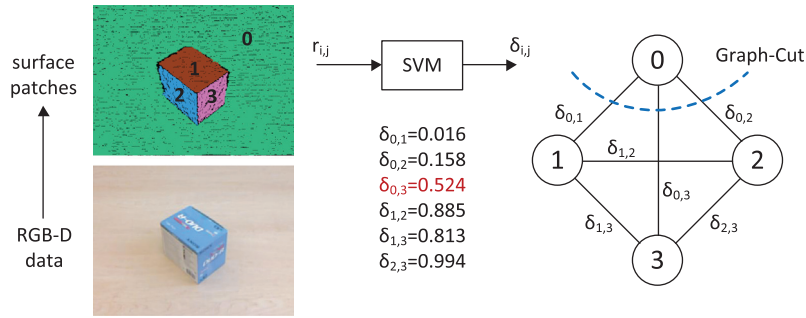 surface
patches
RGB-D
data
0
1
2
3
r_{i,j}
SVM
δ_{i,j}
δ_{0,1}=0.016
δ_{0,2}=0.158
δ_{0,3}=0.524
δ_{1,2}=0.885
δ_{1,3}=0.813
δ_{2,3}=0.994
Graph-Cut
0
δ_{0,1}
δ_{0,2}
1
δ_{1,2}
2
δ_{0,3}
δ_{1,3}
δ_{2,3}
3